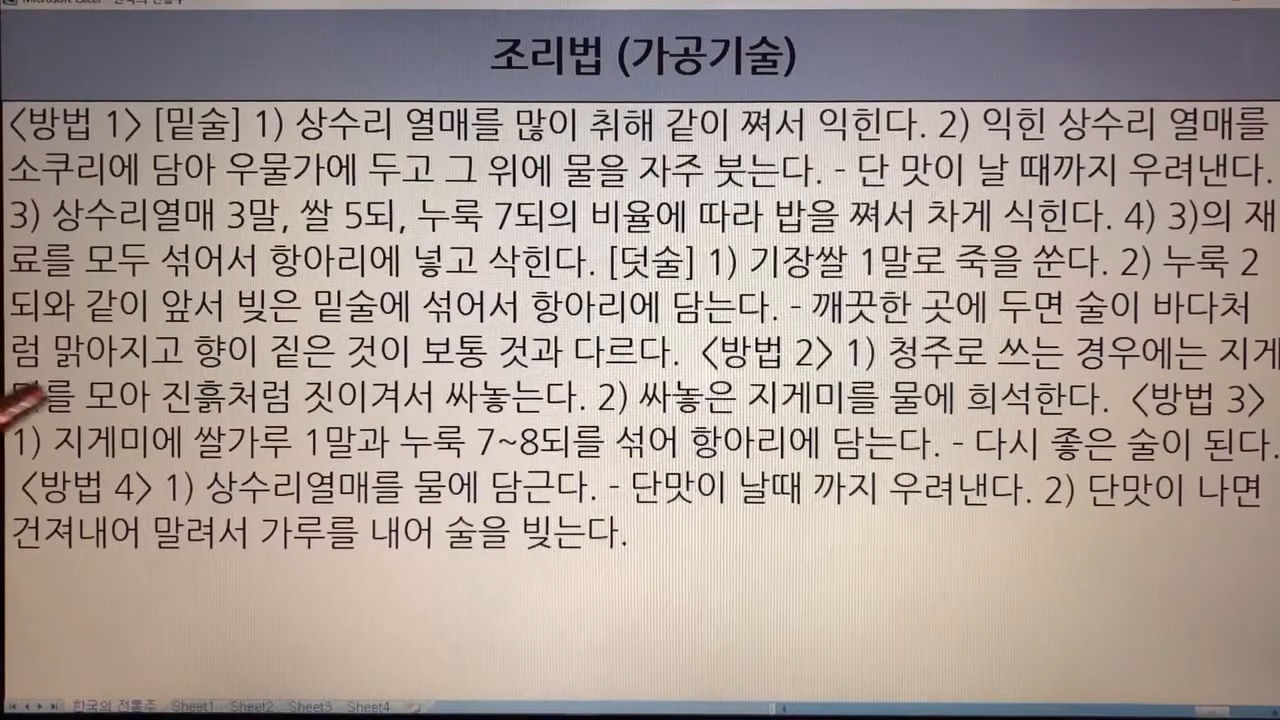 조리법 (가공기술)
〈방법 1〉 [밑술] 1) 상수리 열매를 많이 취해 같이 쪄서 익힌다. 2) 익힌 상수리 열매를
소쿠리에 담아 우물가에 두고 그 위에 물을 자주 붓는다. - 단 맛이 날 때까지 우려낸다.
3) 상수리열매 3말, 쌀 5되, 누룩 7되의 비율에 따라 밥을 쪄서 차게 식힌다. 4) 3)의 재
료를 모두 섞어서 항아리에 넣고 삭힌다. [덧술] 1) 기장쌀 1말로 죽을 쑨다. 2) 누룩 2
되와 같이 앞서 빚은 밑술에 섞어서 항아리에 담는다. - 깨끗한 곳에 두면 술이 바다처
럼 맑아지고 향이 짙은 것이 보통 것과 다르다. 〈방법 2〉 1) 청주로 쓰는 경우에는 지게
를 모아 진흙처럼 짓이겨서 싸놓는다. 2) 싸놓은 지게미를 물에 희석한다. 〈방법 3〉
1) 지게미에 쌀가루 1말과 누룩 7~8되를 섞어 항아리에 담는다. - 다시 좋은 술이 된다.
〈방법 4〉 1) 상수리열매를 물에 담근다. - 단맛이 날때 까지 우려낸다. 2) 단맛이 나면
건져내어 말려서 가루를 내어 술을 빚는다.
한국의 전통주 Sheet1 Sheet2 Sheet3 Sheet4